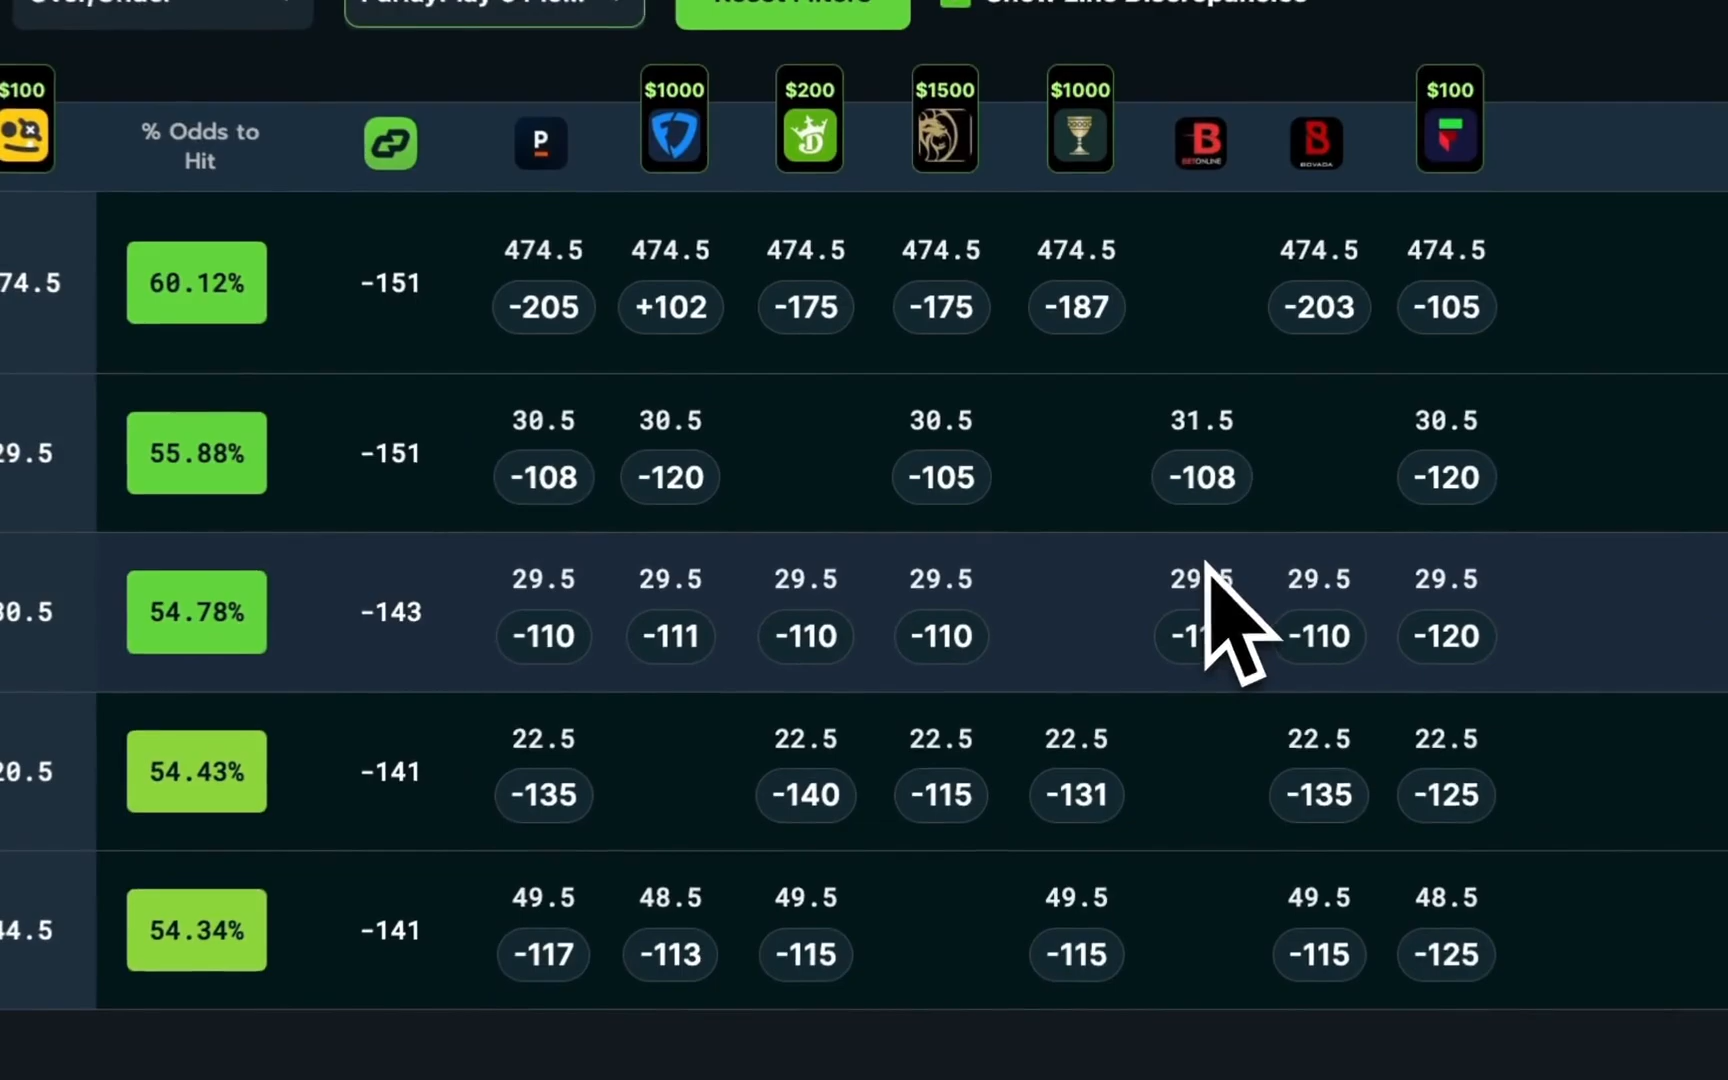 $100
% Odds to
Hit
P
$1000
$200
$1500
$1000
B
BETONLINE
B
BOVADA
$100
74.5
60.12%
-151
474.5 474.5 474.5 474.5 474.5 474.5 474.5
-205 +102 -175 -175 -187 -203 -105
29.5
55.88%
-151
30.5 30.5 30.5 31.5 30.5
-108 -120 -105 -108 -120
30.5
54.78%
-143
29.5 29.5 29.5 29.5 29.5 29.5
-110 -111 -110 -110 -110 -120
20.5
54.43%
-141
22.5 22.5 22.5 22.5 22.5 22.5
-135 -140 -115 -131 -135 -125
44.5
54.34%
-141
49.5 48.5 49.5 49.5 49.5 48.5
-117 -113 -115 -115 -115 -125